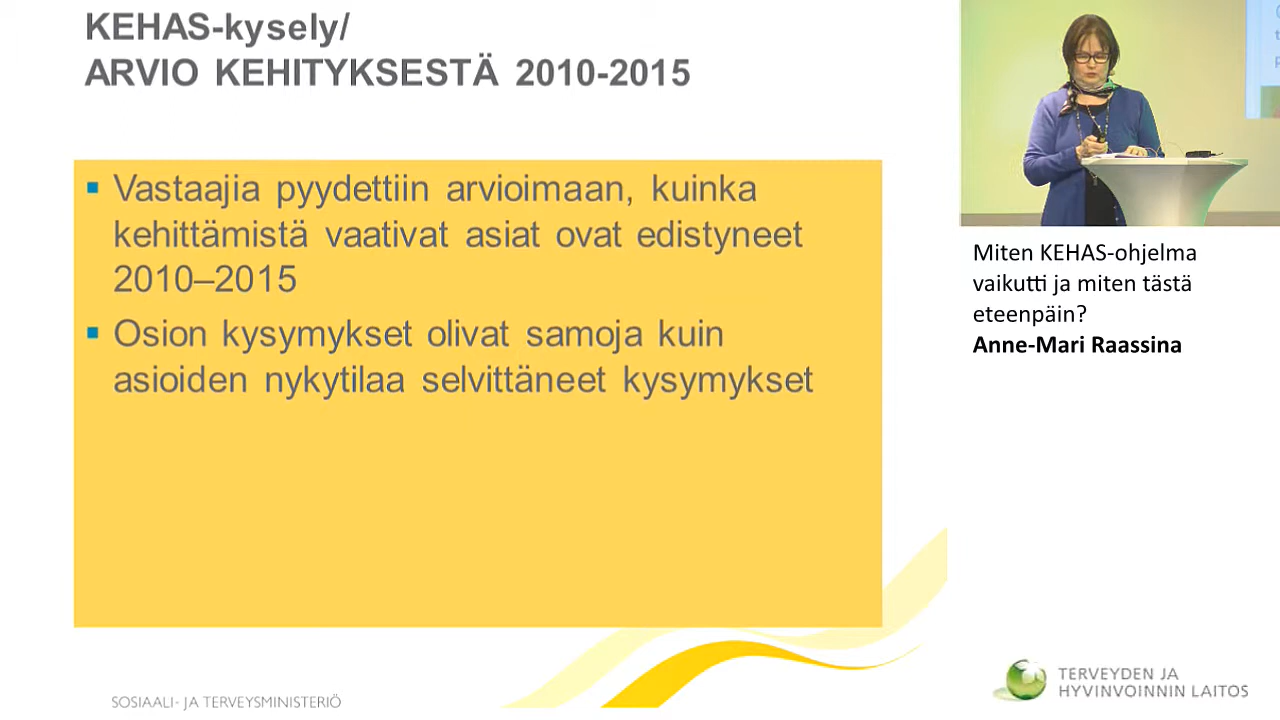 KEHAS-kysely/
ARVIO KEHITYKSESTÄ 2010-2015
Vastaajia pyydettiin arvioimaan, kuinka
kehittämistä vaativat asiat ovat edistyneet
2010–2015
Osion kysymykset olivat samoja kuin
asioiden nykytilaa selvittäneet kysymykset
SOSIAALI- JA TERVEYSMINISTERIÖ
Miten KEHAS-ohjelma
vaikutti ja miten tästä
eteenpäin?
Anne-Mari Raassina
TERVEYDEN JA
HYVINVOINNIN LAITOS